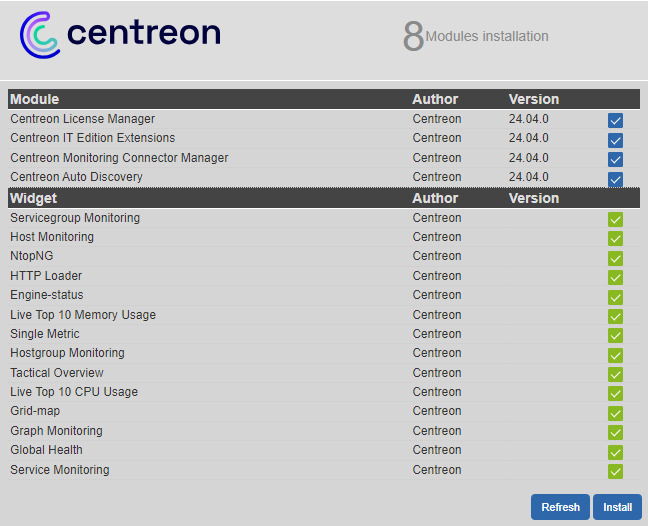 centreon
8 Modules installation
Module Author Version
Centreon License Manager Centreon 24.04.0
Centreon IT Edition Extensions Centreon 24.04.0
Centreon Monitoring Connector Manager Centreon 24.04.0
Centreon Auto Discovery Centreon 24.04.0
Widget Author Version
Servicegroup Monitoring Centreon
Host Monitoring Centreon
NtopNG Centreon
HTTP Loader Centreon
Engine-status Centreon
Live Top 10 Memory Usage Centreon
Single Metric Centreon
Hostgroup Monitoring Centreon
Tactical Overview Centreon
Live Top 10 CPU Usage Centreon
Grid-map Centreon
Graph Monitoring Centreon
Global Health Centreon
Service Monitoring Centreon
Refresh Install